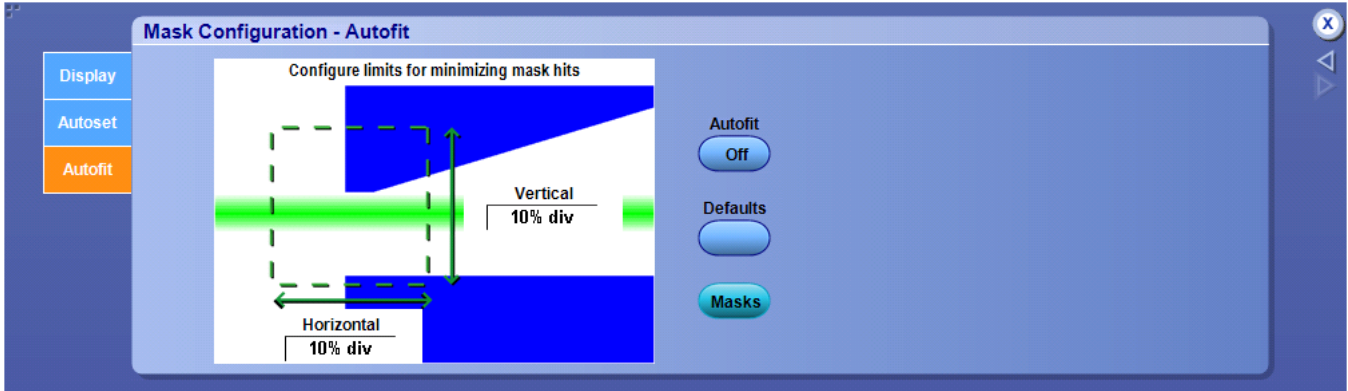 Mask Configuration - Autofit
X
Display
Autoset
Autofit
Configure limits for minimizing mask hits
Vertical
10% div
Horizontal
10% div
Autofit
Off
Defaults
Masks